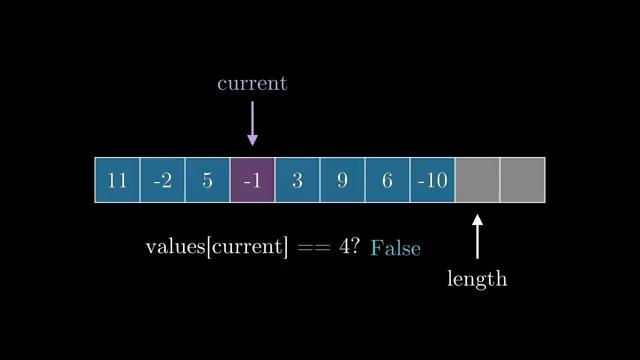 current
11 -2 5 -1 3 9 6 -10
values[current] == 4? False
length